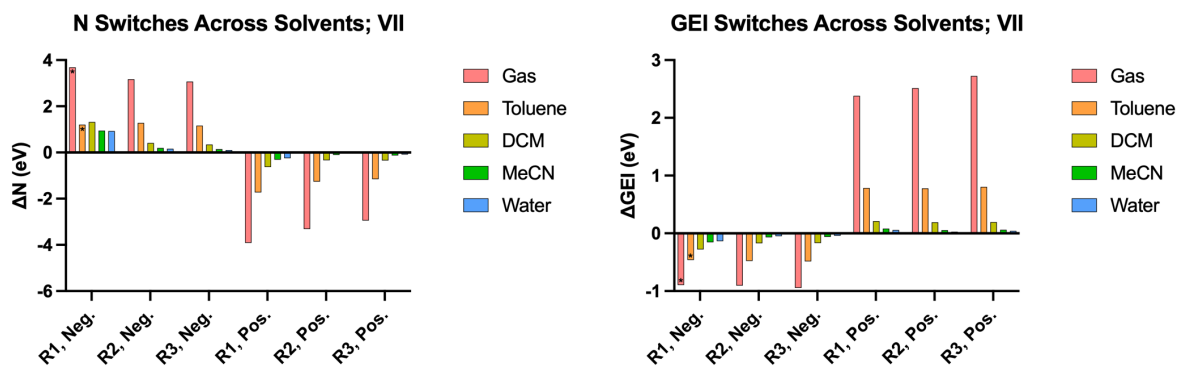 N Switches Across Solvents; VII
ΔN (eV)
4
2
0
-2
-4
-6
R1, Neg.
R2, Neg.
R3, Neg.
R1, Pos.
R2, Pos.
R3, Pos.
Gas
Toluene
DCM
MeCN
Water
GEI Switches Across Solvents; VII
ΔGEI (eV)
3
2
1
0
-1
R1, Neg.
R2, Neg.
R3, Neg.
R1, Pos.
R2, Pos.
R3, Pos.
Gas
Toluene
DCM
MeCN
Water